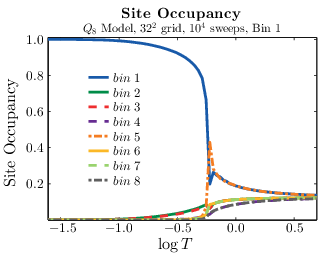 Site Occupancy
Q₈ Model, 32² grid, 10⁴ sweeps, Bin 1
Site Occupancy
1.0
0.8
0.6
0.4
0.2
bin 1
bin 2
bin 3
bin 4
bin 5
bin 6
bin 7
bin 8
-1.5
-1.0
-0.5
0.0
0.5
log T